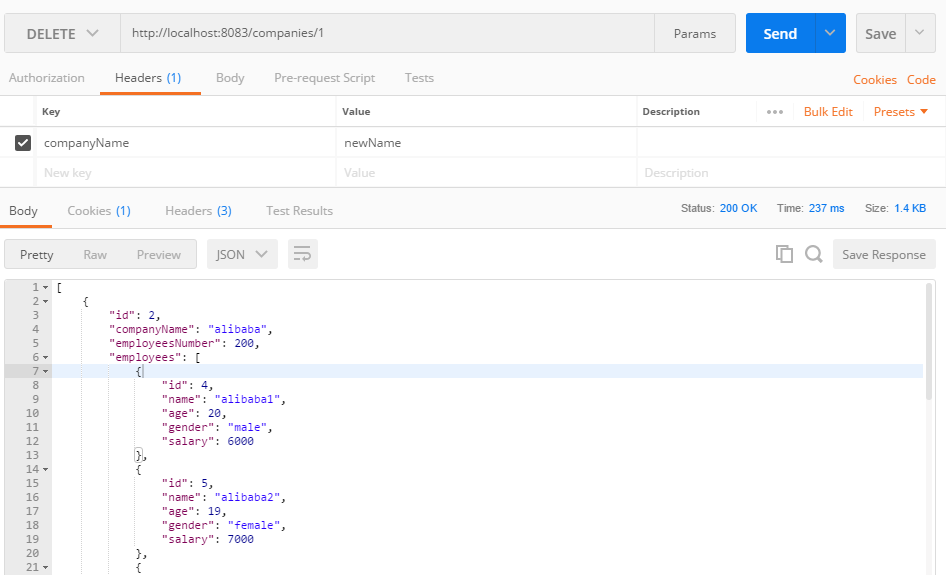 DELETE http://localhost:8083/companies/1 Params Send Save
Authorization Headers (1) Body Pre-request Script Tests Cookies Code
Key Value Description ••• Bulk Edit Presets
companyName newName
New key Value Description
Body Cookies (1) Headers (3) Test Results Status: 200 OK Time: 237 ms Size: 1.4 KB
Pretty Raw Preview JSON Save Response
1 [
2 {
3 "id": 2,
4 "companyName": "alibaba",
5 "employeesNumber": 200,
6 "employees": [
7 {
8 "id": 4,
9 "name": "alibaba1",
10 "age": 20,
11 "gender": "male",
12 "salary": 6000
13 },
14 {
15 "id": 5,
16 "name": "alibaba2",
17 "age": 19,
18 "gender": "female",
19 "salary": 7000
20 },
21 {